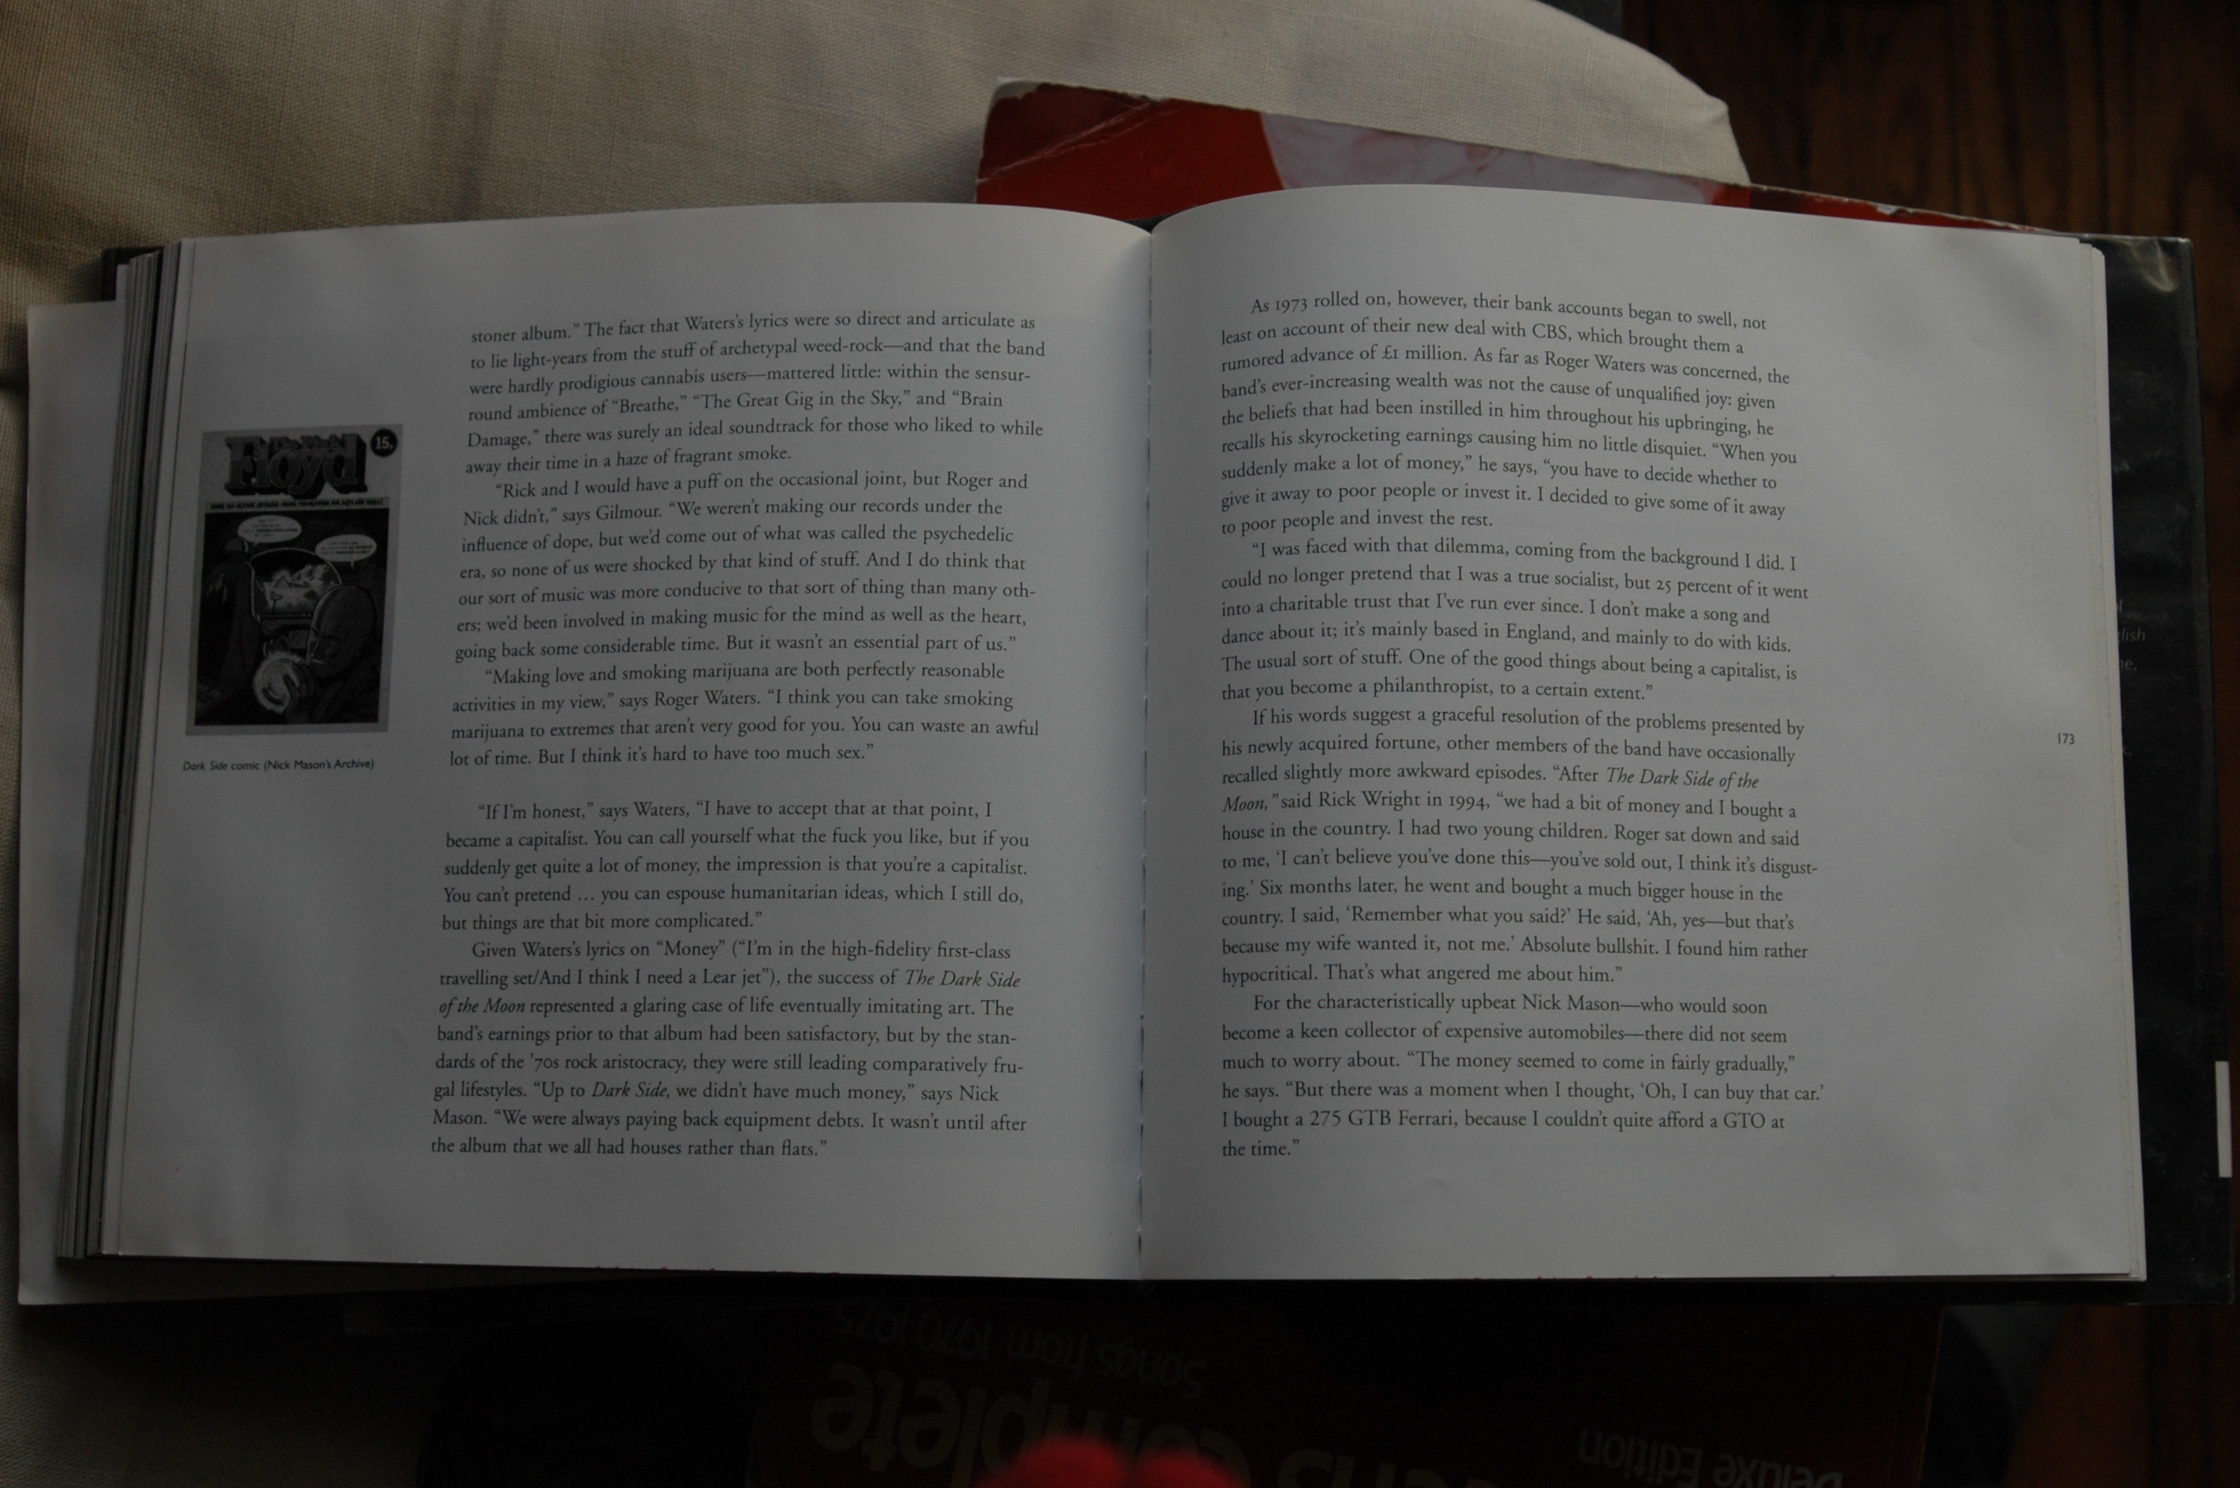 Floyd
15p
Dark Side comic (Nick Mason's Archive)
stoner album." The fact that Waters's lyrics were so direct and articulate as
to lie light-years from the stuff of archetypal weed-rock—and that the band
were hardly prodigious cannabis users—mattered little: within the sensur-
round ambience of "Breathe," "The Great Gig in the Sky," and "Brain
Damage," there was surely an ideal soundtrack for those who liked to while
away their time in a haze of fragrant smoke.
"Rick and I would have a puff on the occasional joint, but Roger and
Nick didn't," says Gilmour. "We weren't making our records under the
influence of dope, but we'd come out of what was called the psychedelic
era, so none of us were shocked by that kind of stuff. And I do think that
our sort of music was more conducive to that sort of thing than many oth-
ers; we'd been involved in making music for the mind as well as the heart,
going back some considerable time. But it wasn't an essential part of us."
"Making love and smoking marijuana are both perfectly reasonable
activities in my view," says Roger Waters. "I think you can take smoking
marijuana to extremes that aren't very good for you. You can waste an awful
lot of time. But I think it's hard to have too much sex."
"If I'm honest," says Waters, "I have to accept that at that point, I
became a capitalist. You can call yourself what the fuck you like, but if you
suddenly get quite a lot of money, the impression is that you're a capitalist.
You can't pretend … you can espouse humanitarian ideas, which I still do,
but things are that bit more complicated."
Given Waters's lyrics on "Money" ("I'm in the high-fidelity first-class
travelling set/And I think I need a Lear jet"), the success of The Dark Side
of the Moon represented a glaring case of life eventually imitating art. The
band's earnings prior to that album had been satisfactory, but by the stan-
dards of the '70s rock aristocracy, they were still leading comparatively fru-
gal lifestyles. "Up to Dark Side, we didn't have much money," says Nick
Mason. "We were always paying back equipment debts. It wasn't until after
the album that we all had houses rather than flats."
As 1973 rolled on, however, their bank accounts began to swell, not
least on account of their new deal with CBS, which brought them a
rumored advance of £1 million. As far as Roger Waters was concerned, the
band's ever-increasing wealth was not the cause of unqualified joy: given
the beliefs that had been instilled in him throughout his upbringing, he
recalls his skyrocketing earnings causing him no little disquiet. "When you
suddenly make a lot of money," he says, "you have to decide whether to
give it away to poor people or invest it. I decided to give some of it away
to poor people and invest the rest.
"I was faced with that dilemma, coming from the background I did. I
could no longer pretend that I was a true socialist, but 25 percent of it went
into a charitable trust that I've run ever since. I don't make a song and
dance about it; it's mainly based in England, and mainly to do with kids.
The usual sort of stuff. One of the good things about being a capitalist, is
that you become a philanthropist, to a certain extent."
If his words suggest a graceful resolution of the problems presented by
his newly acquired fortune, other members of the band have occasionally
recalled slightly more awkward episodes. "After The Dark Side of the
Moon," said Rick Wright in 1994, "we had a bit of money and I bought a
house in the country. I had two young children. Roger sat down and said
to me, 'I can't believe you've done this—you've sold out, I think it's disgust-
ing.' Six months later, he went and bought a much bigger house in the
country. I said, 'Remember what you said?' He said, 'Ah, yes—but that's
because my wife wanted it, not me.' Absolute bullshit. I found him rather
hypocritical. That's what angered me about him."
For the characteristically upbeat Nick Mason—who would soon
become a keen collector of expensive automobiles—there did not seem
much to worry about. "The money seemed to come in fairly gradually,"
he says. "But there was a moment when I thought, 'Oh, I can buy that car.'
I bought a 275 GTB Ferrari, because I couldn't quite afford a GTO at
the time."
173
Songs from 1970-1975
Complete
Deluxe Edition